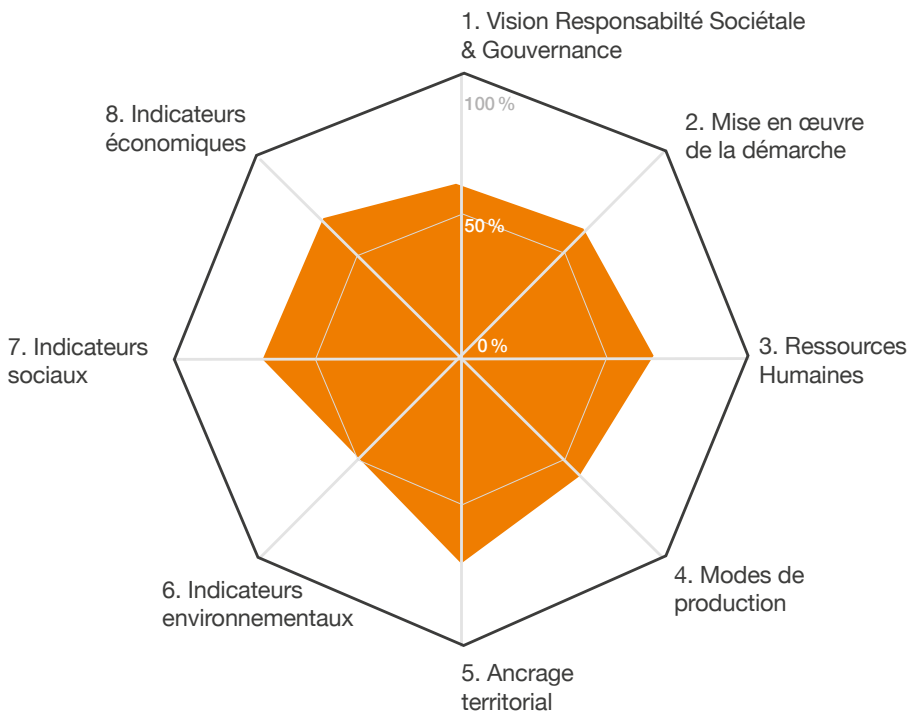 1. Vision Responsabilté Sociétale
& Gouvernance
100 %
2. Mise en œuvre
de la démarche
8. Indicateurs
économiques
50 %
0 %
3. Ressources
Humaines
7. Indicateurs
sociaux
4. Modes de
production
6. Indicateurs
environnementaux
5. Ancrage
territorial